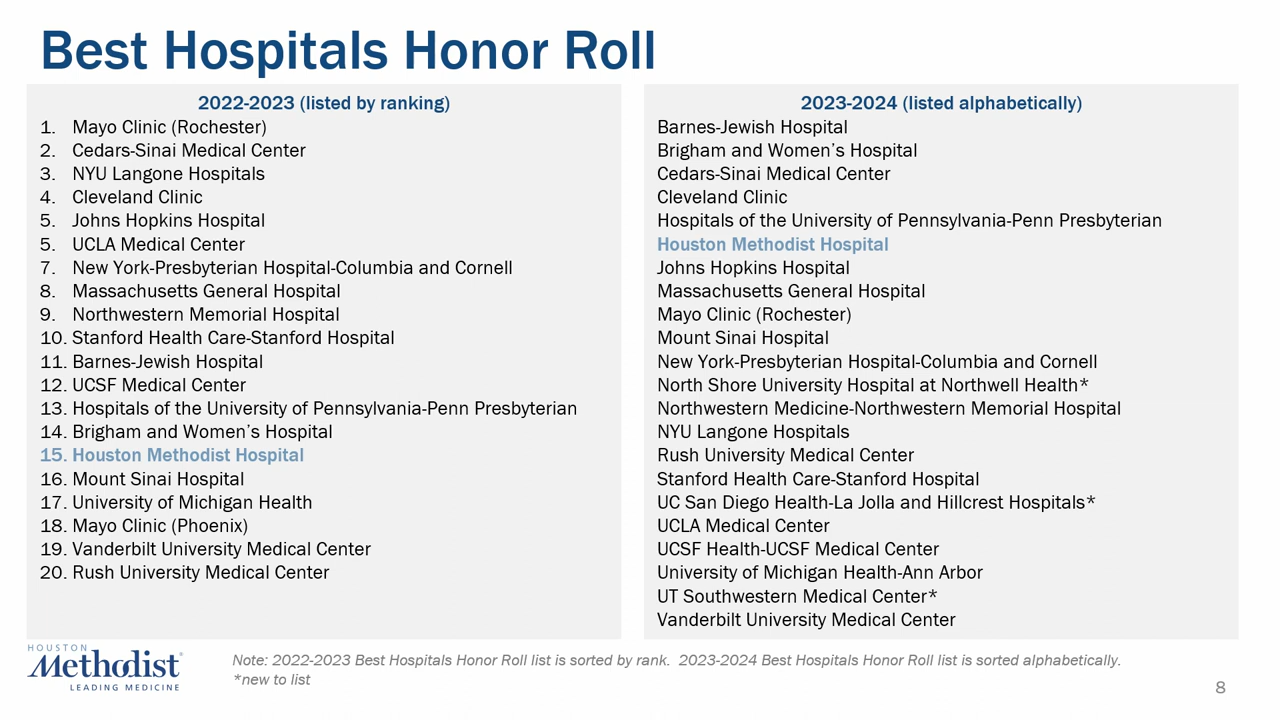 Best Hospitals Honor Roll
2022-2023 (listed by ranking)
1. Mayo Clinic (Rochester)
2. Cedars-Sinai Medical Center
3. NYU Langone Hospitals
4. Cleveland Clinic
5. Johns Hopkins Hospital
5. UCLA Medical Center
7. New York-Presbyterian Hospital-Columbia and Cornell
8. Massachusetts General Hospital
9. Northwestern Memorial Hospital
10. Stanford Health Care-Stanford Hospital
11. Barnes-Jewish Hospital
12. UCSF Medical Center
13. Hospitals of the University of Pennsylvania-Penn Presbyterian
14. Brigham and Women’s Hospital
15. Houston Methodist Hospital
16. Mount Sinai Hospital
17. University of Michigan Health
18. Mayo Clinic (Phoenix)
19. Vanderbilt University Medical Center
20. Rush University Medical Center
2023-2024 (listed alphabetically)
Barnes-Jewish Hospital
Brigham and Women’s Hospital
Cedars-Sinai Medical Center
Cleveland Clinic
Hospitals of the University of Pennsylvania-Penn Presbyterian
Houston Methodist Hospital
Johns Hopkins Hospital
Massachusetts General Hospital
Mayo Clinic (Rochester)
Mount Sinai Hospital
New York-Presbyterian Hospital-Columbia and Cornell
North Shore University Hospital at Northwell Health*
Northwestern Medicine-Northwestern Memorial Hospital
NYU Langone Hospitals
Rush University Medical Center
Stanford Health Care-Stanford Hospital
UC San Diego Health-La Jolla and Hillcrest Hospitals*
UCLA Medical Center
UCSF Health-UCSF Medical Center
University of Michigan Health-Ann Arbor
UT Southwestern Medical Center*
Vanderbilt University Medical Center
HOUSTON
Methodist®
LEADING MEDICINE
Note: 2022-2023 Best Hospitals Honor Roll list is sorted by rank. 2023-2024 Best Hospitals Honor Roll list is sorted alphabetically.
*new to list
8